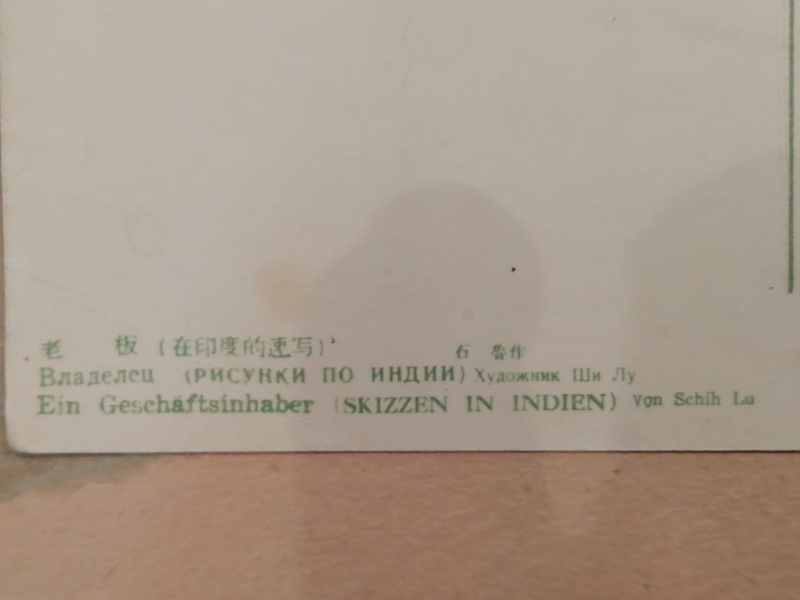 老 板 (在印度的速写) 石 鲁作
Владелец (РИСУНКИ ПО ИНДИИ) Художник Ши Лу
Ein Geschäftsinhaber (SKIZZEN IN INDIEN) von Schih Lu